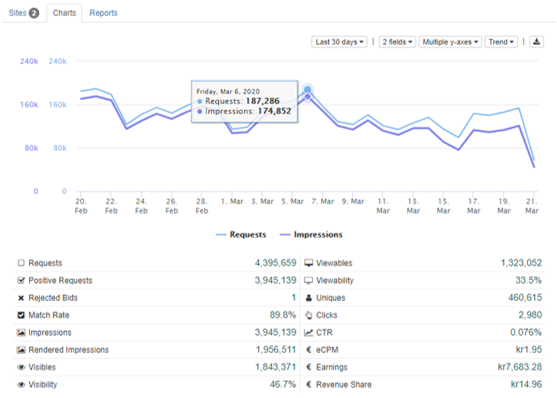 Sites 2 Charts Reports
Last 30 days | 2 fields Multiple y-axes Trend |
240k 240k
160k 160k
80k 80k
0 0
Friday, Mar 6, 2020
Requests: 187,286
Impressions: 174,852
20. Feb 22. Feb 24. Feb 26. Feb 28. Feb 1. Mar 3. Mar 5. Mar 7. Mar 9. Mar 11. Mar 13. Mar 15. Mar 17. Mar 19. Mar 21. Mar
Requests Impressions
Requests 4,395,659 Viewables 1,323,052
Positive Requests 3,945,139 Viewability 33.5%
Rejected Bids 1 Uniques 460,615
Match Rate 89.8% Clicks 2,980
Impressions 3,945,139 CTR 0.076%
Rendered Impressions 1,956,511 € eCPM kr1.95
Visibles 1,843,371 € Earnings kr7,683.28
Visibility 46.7% € Revenue Share kr14.96